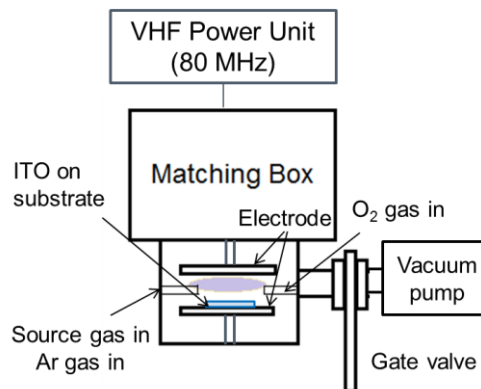 VHF Power Unit
(80 MHz)
Matching Box
ITO on
substrate
Electrode
O₂ gas in
Vacuum
pump
Source gas in
Ar gas in
Gate valve